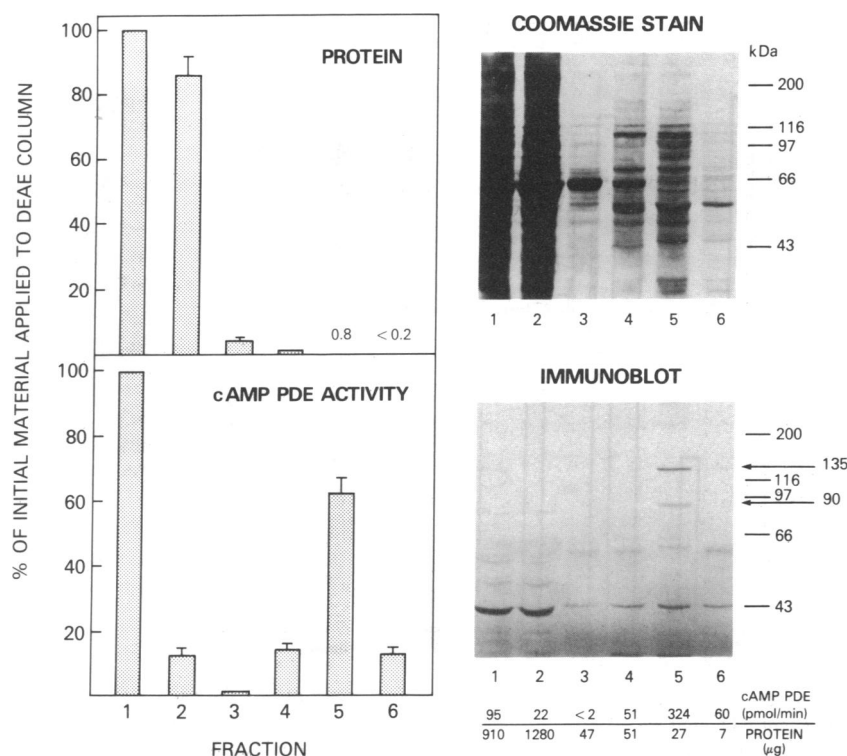 % OF INITIAL MATERIAL APPLIED TO DEAE COLUMN
100
80
60
40
20
PROTEIN
0.8 <0.2
100
80
60
40
20
cAMP PDE ACTIVITY
1 2 3 4 5 6
FRACTION
COOMASSIE STAIN
kDa
200
116
97
66
43
1 2 3 4 5 6
IMMUNOBLOT
200
135
116
97
90
66
43
1 2 3 4 5 6
95 22 <2 51 324 60 cAMP PDE (pmol/min)
910 1280 47 51 27 7 PROTEIN (μg)